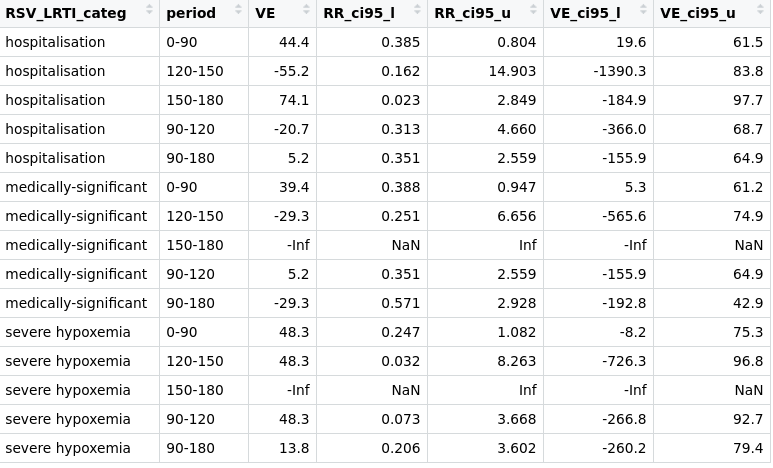 RSV_LRTI_categ period VE RR_ci95_l RR_ci95_u VE_ci95_l VE_ci95_u
hospitalisation 0-90 44.4 0.385 0.804 19.6 61.5
hospitalisation 120-150 -55.2 0.162 14.903 -1390.3 83.8
hospitalisation 150-180 74.1 0.023 2.849 -184.9 97.7
hospitalisation 90-120 -20.7 0.313 4.660 -366.0 68.7
hospitalisation 90-180 5.2 0.351 2.559 -155.9 64.9
medically-significant 0-90 39.4 0.388 0.947 5.3 61.2
medically-significant 120-150 -29.3 0.251 6.656 -565.6 74.9
medically-significant 150-180 -Inf NaN Inf -Inf NaN
medically-significant 90-120 5.2 0.351 2.559 -155.9 64.9
medically-significant 90-180 -29.3 0.571 2.928 -192.8 42.9
severe hypoxemia 0-90 48.3 0.247 1.082 -8.2 75.3
severe hypoxemia 120-150 48.3 0.032 8.263 -726.3 96.8
severe hypoxemia 150-180 -Inf NaN Inf -Inf NaN
severe hypoxemia 90-120 48.3 0.073 3.668 -266.8 92.7
severe hypoxemia 90-180 13.8 0.206 3.602 -260.2 79.4